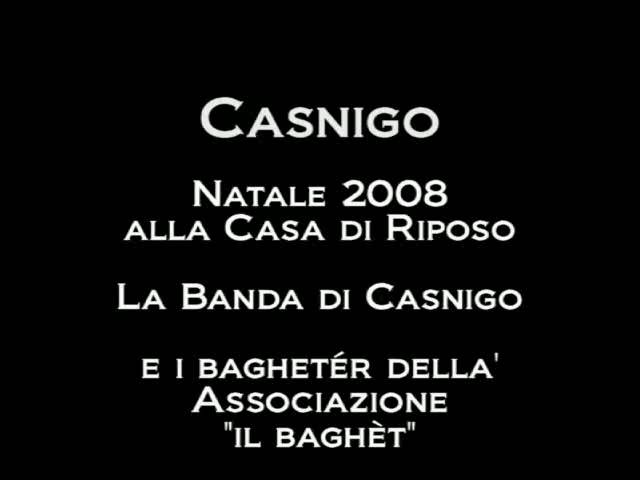 Casnigo
Natale 2008
alla Casa di Riposo
La Banda di Casnigo
e i baghetér della'
Associazione
"il baghèt"